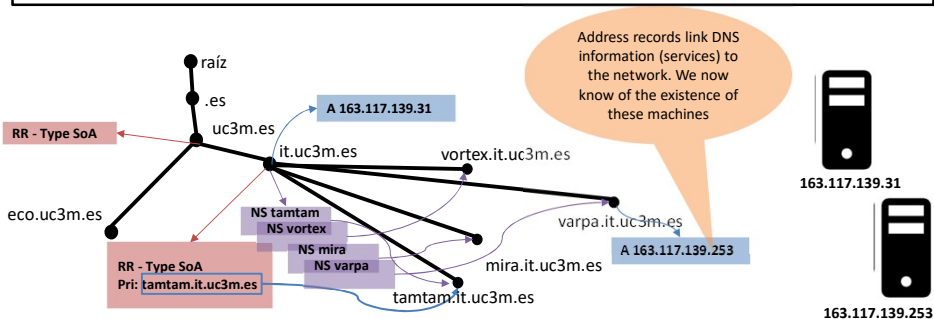 Address records link DNS
information (services) to
the network. We now
know of the existence of
these machines
raíz
.es
A 163.117.139.31
uc3m.es
RR - Type SoA
it.uc3m.es
vortex.it.uc3m.es
163.117.139.31
eco.uc3m.es
NS tamtam
NS vortex
varpa.it.uc3m.es
NS mira
A 163.117.139.253
NS varpa
mira.it.uc3m.es
RR - Type SoA
Pri: tamtam.it.uc3m.es
tamtam.it.uc3m.es
163.117.139.253